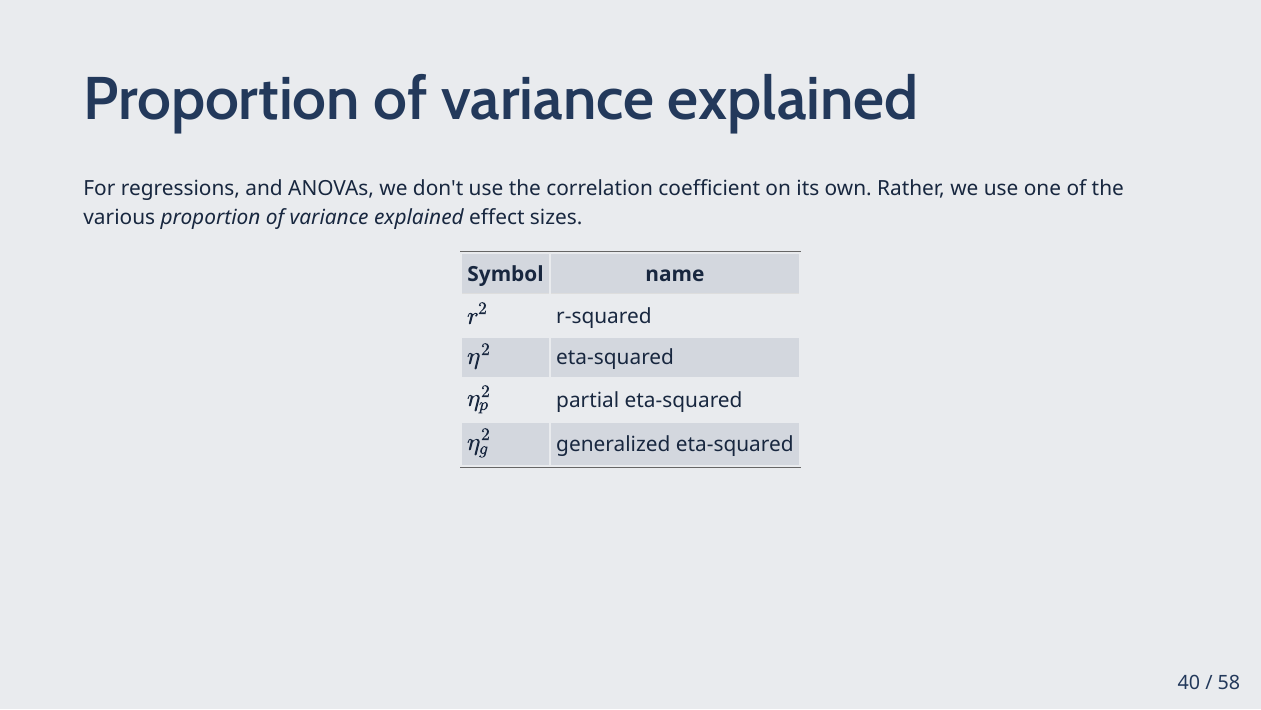 Proportion of variance explained
For regressions, and ANOVAs, we don't use the correlation coefficient on its own. Rather, we use one of the
various proportion of variance explained effect sizes.
Symbol name
r² r-squared
η² eta-squared
η²ₚ partial eta-squared
η²g generalized eta-squared
40 / 58